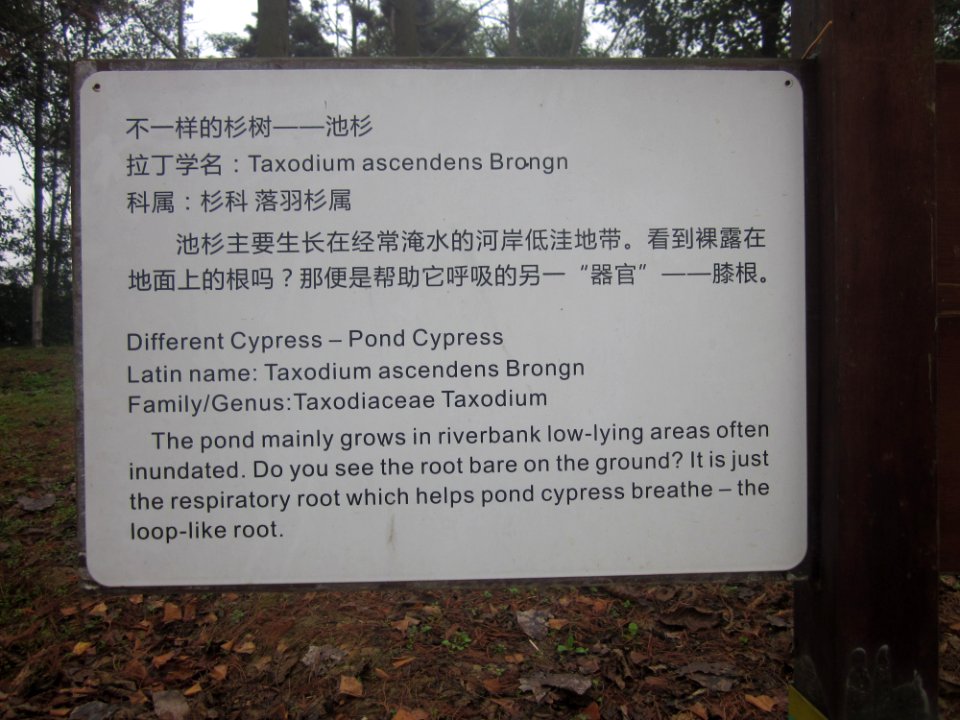 不一样的杉树——池杉
拉丁学名：Taxodium ascendens Brongn
科属：杉科 落羽杉属
池杉主要生长在经常淹水的河岸低洼地带。看到裸露在
地面上的根吗？那便是帮助它呼吸的另一“器官”——膝根。
Different Cypress – Pond Cypress
Latin name: Taxodium ascendens Brongn
Family/Genus:Taxodiaceae Taxodium
The pond mainly grows in riverbank low-lying areas often
inundated. Do you see the root bare on the ground? It is just
the respiratory root which helps pond cypress breathe – the
loop-like root.